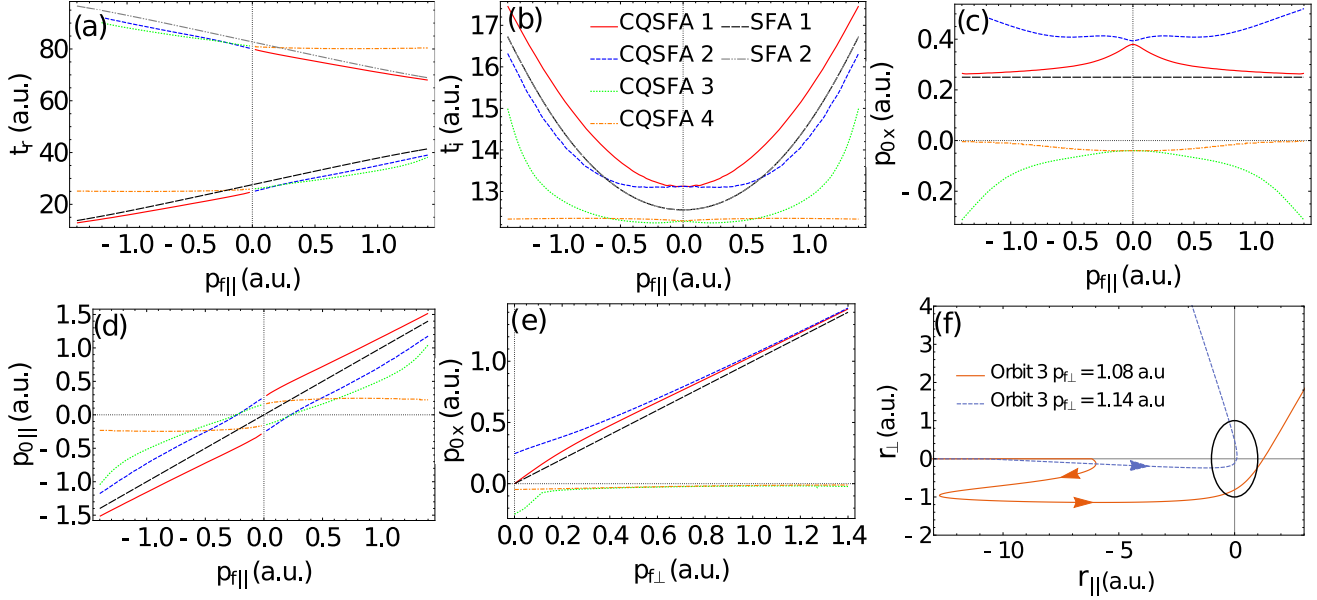 (a)
80
60
40
20
t_r (a.u.)
- 1.0 - 0.5 0.0 0.5 1.0
p_f|| (a.u.)
(b)
17
16
15
14
13
t_i (a.u.)
CQSFA 1
SFA 1
CQSFA 2
SFA 2
CQSFA 3
CQSFA 4
- 1.0 - 0.5 0.0 0.5 1.0
p_f|| (a.u.)
(c)
0.4
0.0
- 0.2
p_0x (a.u.)
- 1.0 - 0.5 0.0 0.5 1.0
p_f|| (a.u.)
(d)
1.5
1.0
0.5
0.0
- 0.5
- 1.0
- 1.5
p_0|| (a.u.)
- 1.0 - 0.5 0.0 0.5 1.0
p_f|| (a.u.)
(e)
1.0
0.5
0.0
p_0x (a.u.)
0.0 0.2 0.4 0.6 0.8 1.0 1.2 1.4
p_f⊥ (a.u.)
(f)
4
3
2
1
0
- 1
- 2
r_⊥ (a.u.)
Orbit 3 p_f⊥ = 1.08 a.u
Orbit 3 p_f⊥ = 1.14 a.u
- 10 - 5 0
r_|| (a.u.)